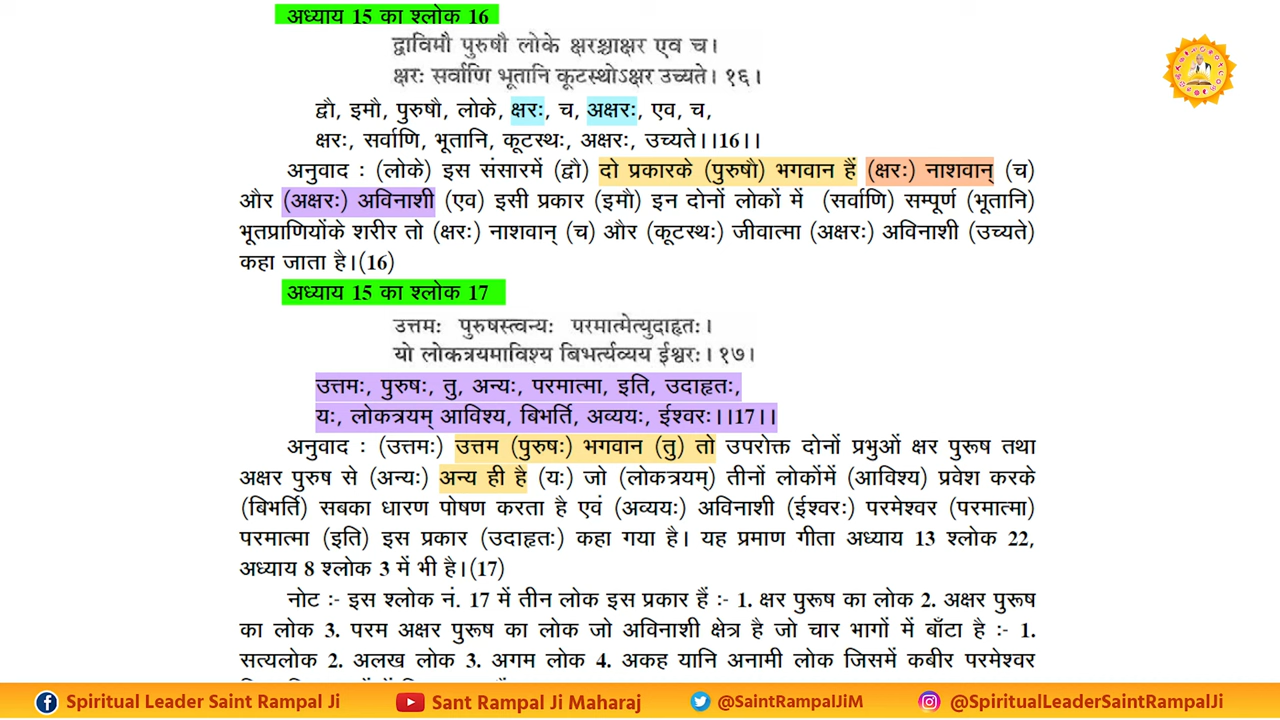 अध्याय 15 का श्लोक 16
द्वाविमौ पुरुषौ लोके क्षरश्चाक्षर एव च।
क्षरः सर्वाणि भूतानि कूटस्थोऽक्षर उच्यते। १६।
द्वौ, इमौ, पुरुषौ, लोके, क्षरः, च, अक्षरः, एव, च,
क्षरः, सर्वाणि, भूतानि, कूटस्थः, अक्षरः, उच्यते।।16।।
अनुवाद : (लोके) इस संसारमें (द्वौ) दो प्रकारके (पुरुषौ) भगवान हैं (क्षरः) नाशवान् (च)
और (अक्षरः) अविनाशी (एव) इसी प्रकार (इमौ) इन दोनों लोकों में (सर्वाणि) सम्पूर्ण (भूतानि)
भूतप्राणियोंके शरीर तो (क्षरः) नाशवान् (च) और (कूटस्थः) जीवात्मा (अक्षरः) अविनाशी (उच्यते)
कहा जाता है।(16)
अध्याय 15 का श्लोक 17
उत्तमः पुरुषस्त्वन्यः परमात्मेत्युदाहृतः।
यो लोकत्रयमाविश्य बिभर्त्यव्यय ईश्वरः। १७।
उत्तमः, पुरुषः, तु, अन्यः, परमात्मा, इति, उदाहृतः,
यः, लोकत्रयम् आविश्य, बिभर्ति, अव्ययः, ईश्वरः।।17।।
अनुवाद : (उत्तमः) उत्तम (पुरुषः) भगवान (तु) तो उपरोक्त दोनों प्रभुओं क्षर पुरूष तथा
अक्षर पुरुष से (अन्यः) अन्य ही है (यः) जो (लोकत्रयम्) तीनों लोकोंमें (आविश्य) प्रवेश करके
(बिभर्ति) सबका धारण पोषण करता है एवं (अव्ययः) अविनाशी (ईश्वरः) परमेश्वर (परमात्मा)
परमात्मा (इति) इस प्रकार (उदाहृतः) कहा गया है। यह प्रमाण गीता अध्याय 13 श्लोक 22,
अध्याय 8 श्लोक 3 में भी है।(17)
नोट :- इस श्लोक नं. 17 में तीन लोक इस प्रकार हैं :- 1. क्षर पुरूष का लोक 2. अक्षर पुरूष
का लोक 3. परम अक्षर पुरूष का लोक जो अविनाशी क्षेत्र है जो चार भागों में बाँटा है :- 1.
सत्यलोक 2. अलख लोक 3. अगम लोक 4. अकह यानि अनामी लोक जिसमें कबीर परमेश्वर
Spiritual Leader Saint Rampal Ji
Sant Rampal Ji Maharaj
@SaintRampalJiM
@SpiritualLeaderSaintRampalJi